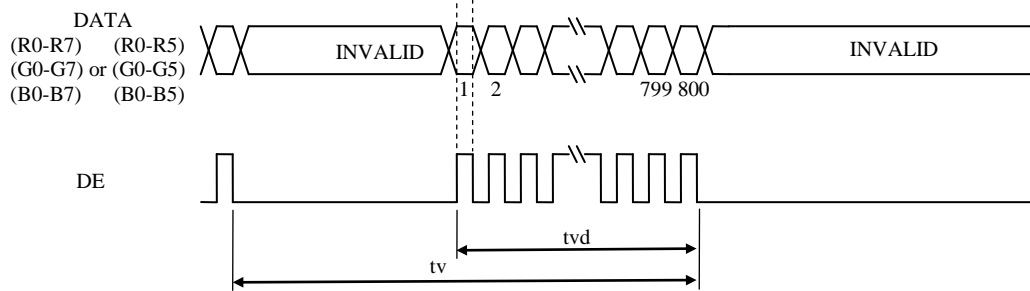 DATA
(R0-R7) (R0-R5)
(G0-G7) or (G0-G5)
(B0-B7) (B0-B5)
INVALID
INVALID
1 2 799 800
DE
tvd
tv